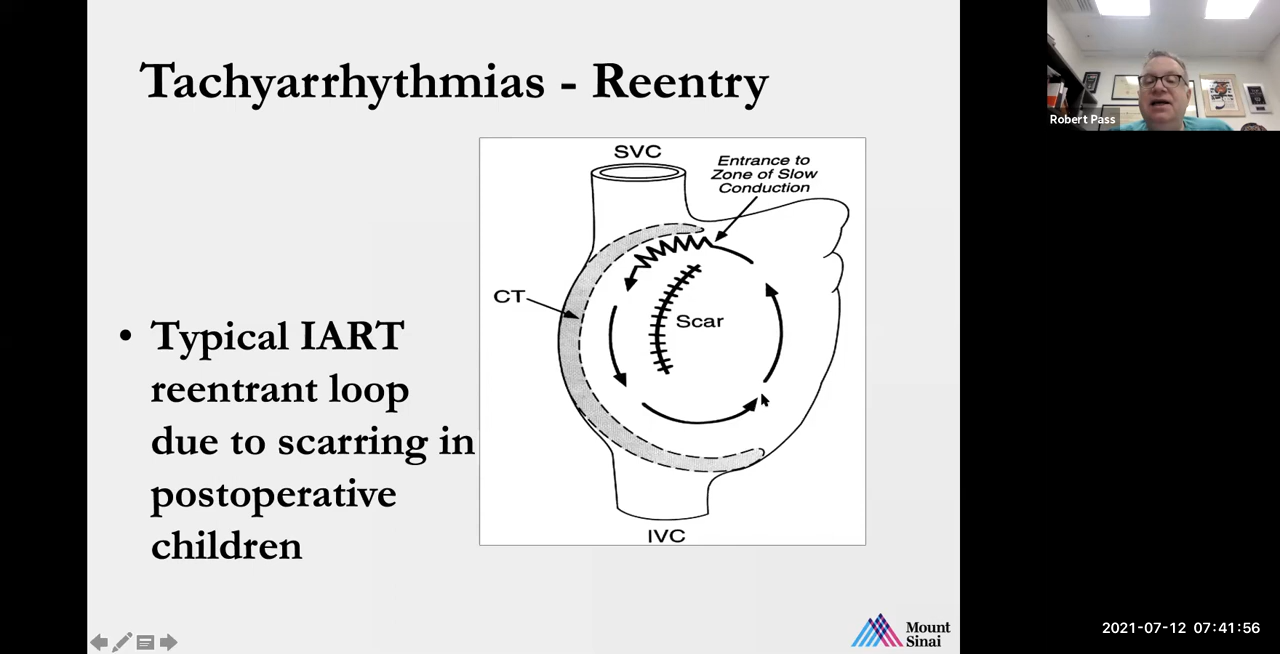 Tachyarrhythmias - Reentry
• Typical IART
reentrant loop
due to scarring in
postoperative
children
SVC
Entrance to
Zone of Slow
Conduction
CT
Scar
IVC
Mount
Sinai
Robert Pass
2021-07-12 07:41:56